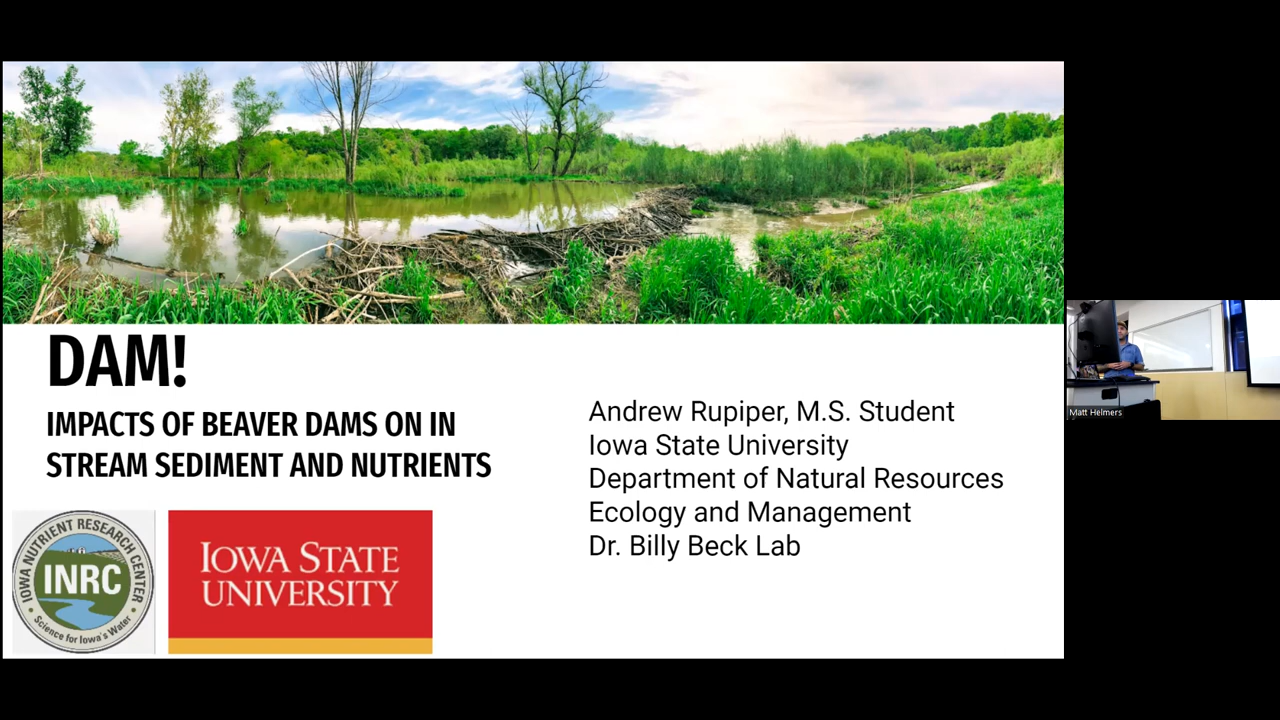 DAM!
IMPACTS OF BEAVER DAMS ON IN
STREAM SEDIMENT AND NUTRIENTS
Andrew Rupiper, M.S. Student
Iowa State University
Department of Natural Resources
Ecology and Management
Dr. Billy Beck Lab
IOWA NUTRIENT RESEARCH CENTER
INRC
• Science for Iowa's Water •
IOWA STATE
UNIVERSITY
Matt Helmers